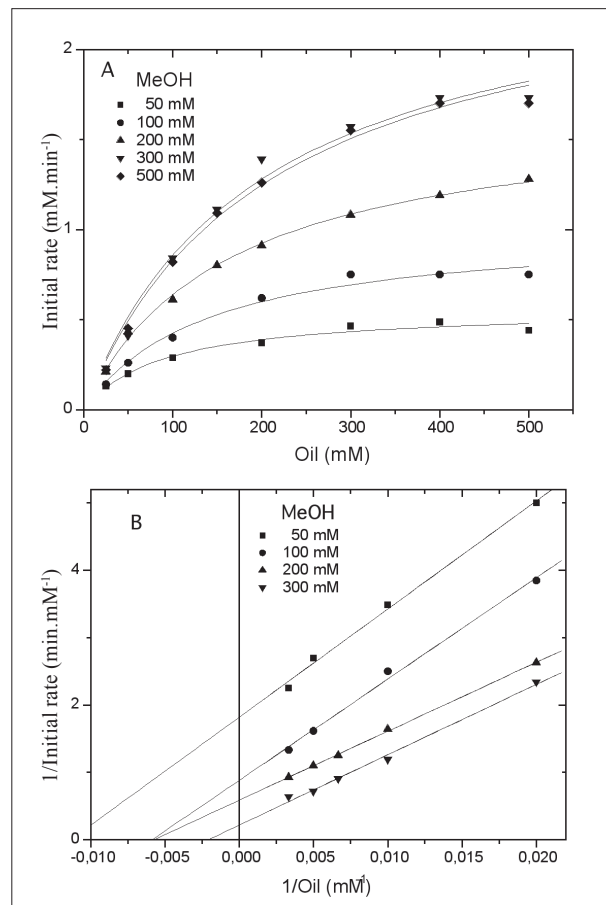 A
MeOH
50 mM
100 mM
200 mM
300 mM
500 mM
Initial rate (mM.min⁻¹)
2
1
0
0 100 200 300 400 500
Oil (mM)
B
MeOH
50 mM
100 mM
200 mM
300 mM
1/Initial rate (min.mM⁻¹)
4
2
0
-0,010 -0,005 0,000 0,005 0,010 0,015 0,020
1/Oil (mM⁻¹)